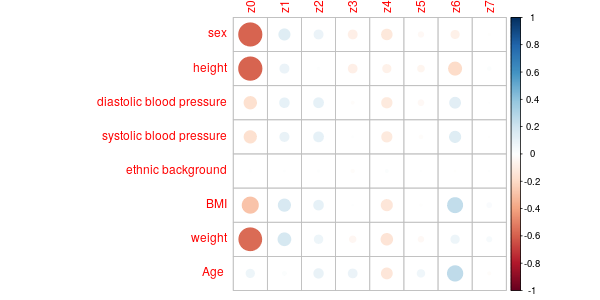 z0 z1 z2 z3 z4 z5 z6 z7
sex
height
diastolic blood pressure
systolic blood pressure
ethnic background
BMI
weight
Age
1
0.8
0.6
0.4
0.2
0
-0.2
-0.4
-0.6
-0.8
-1